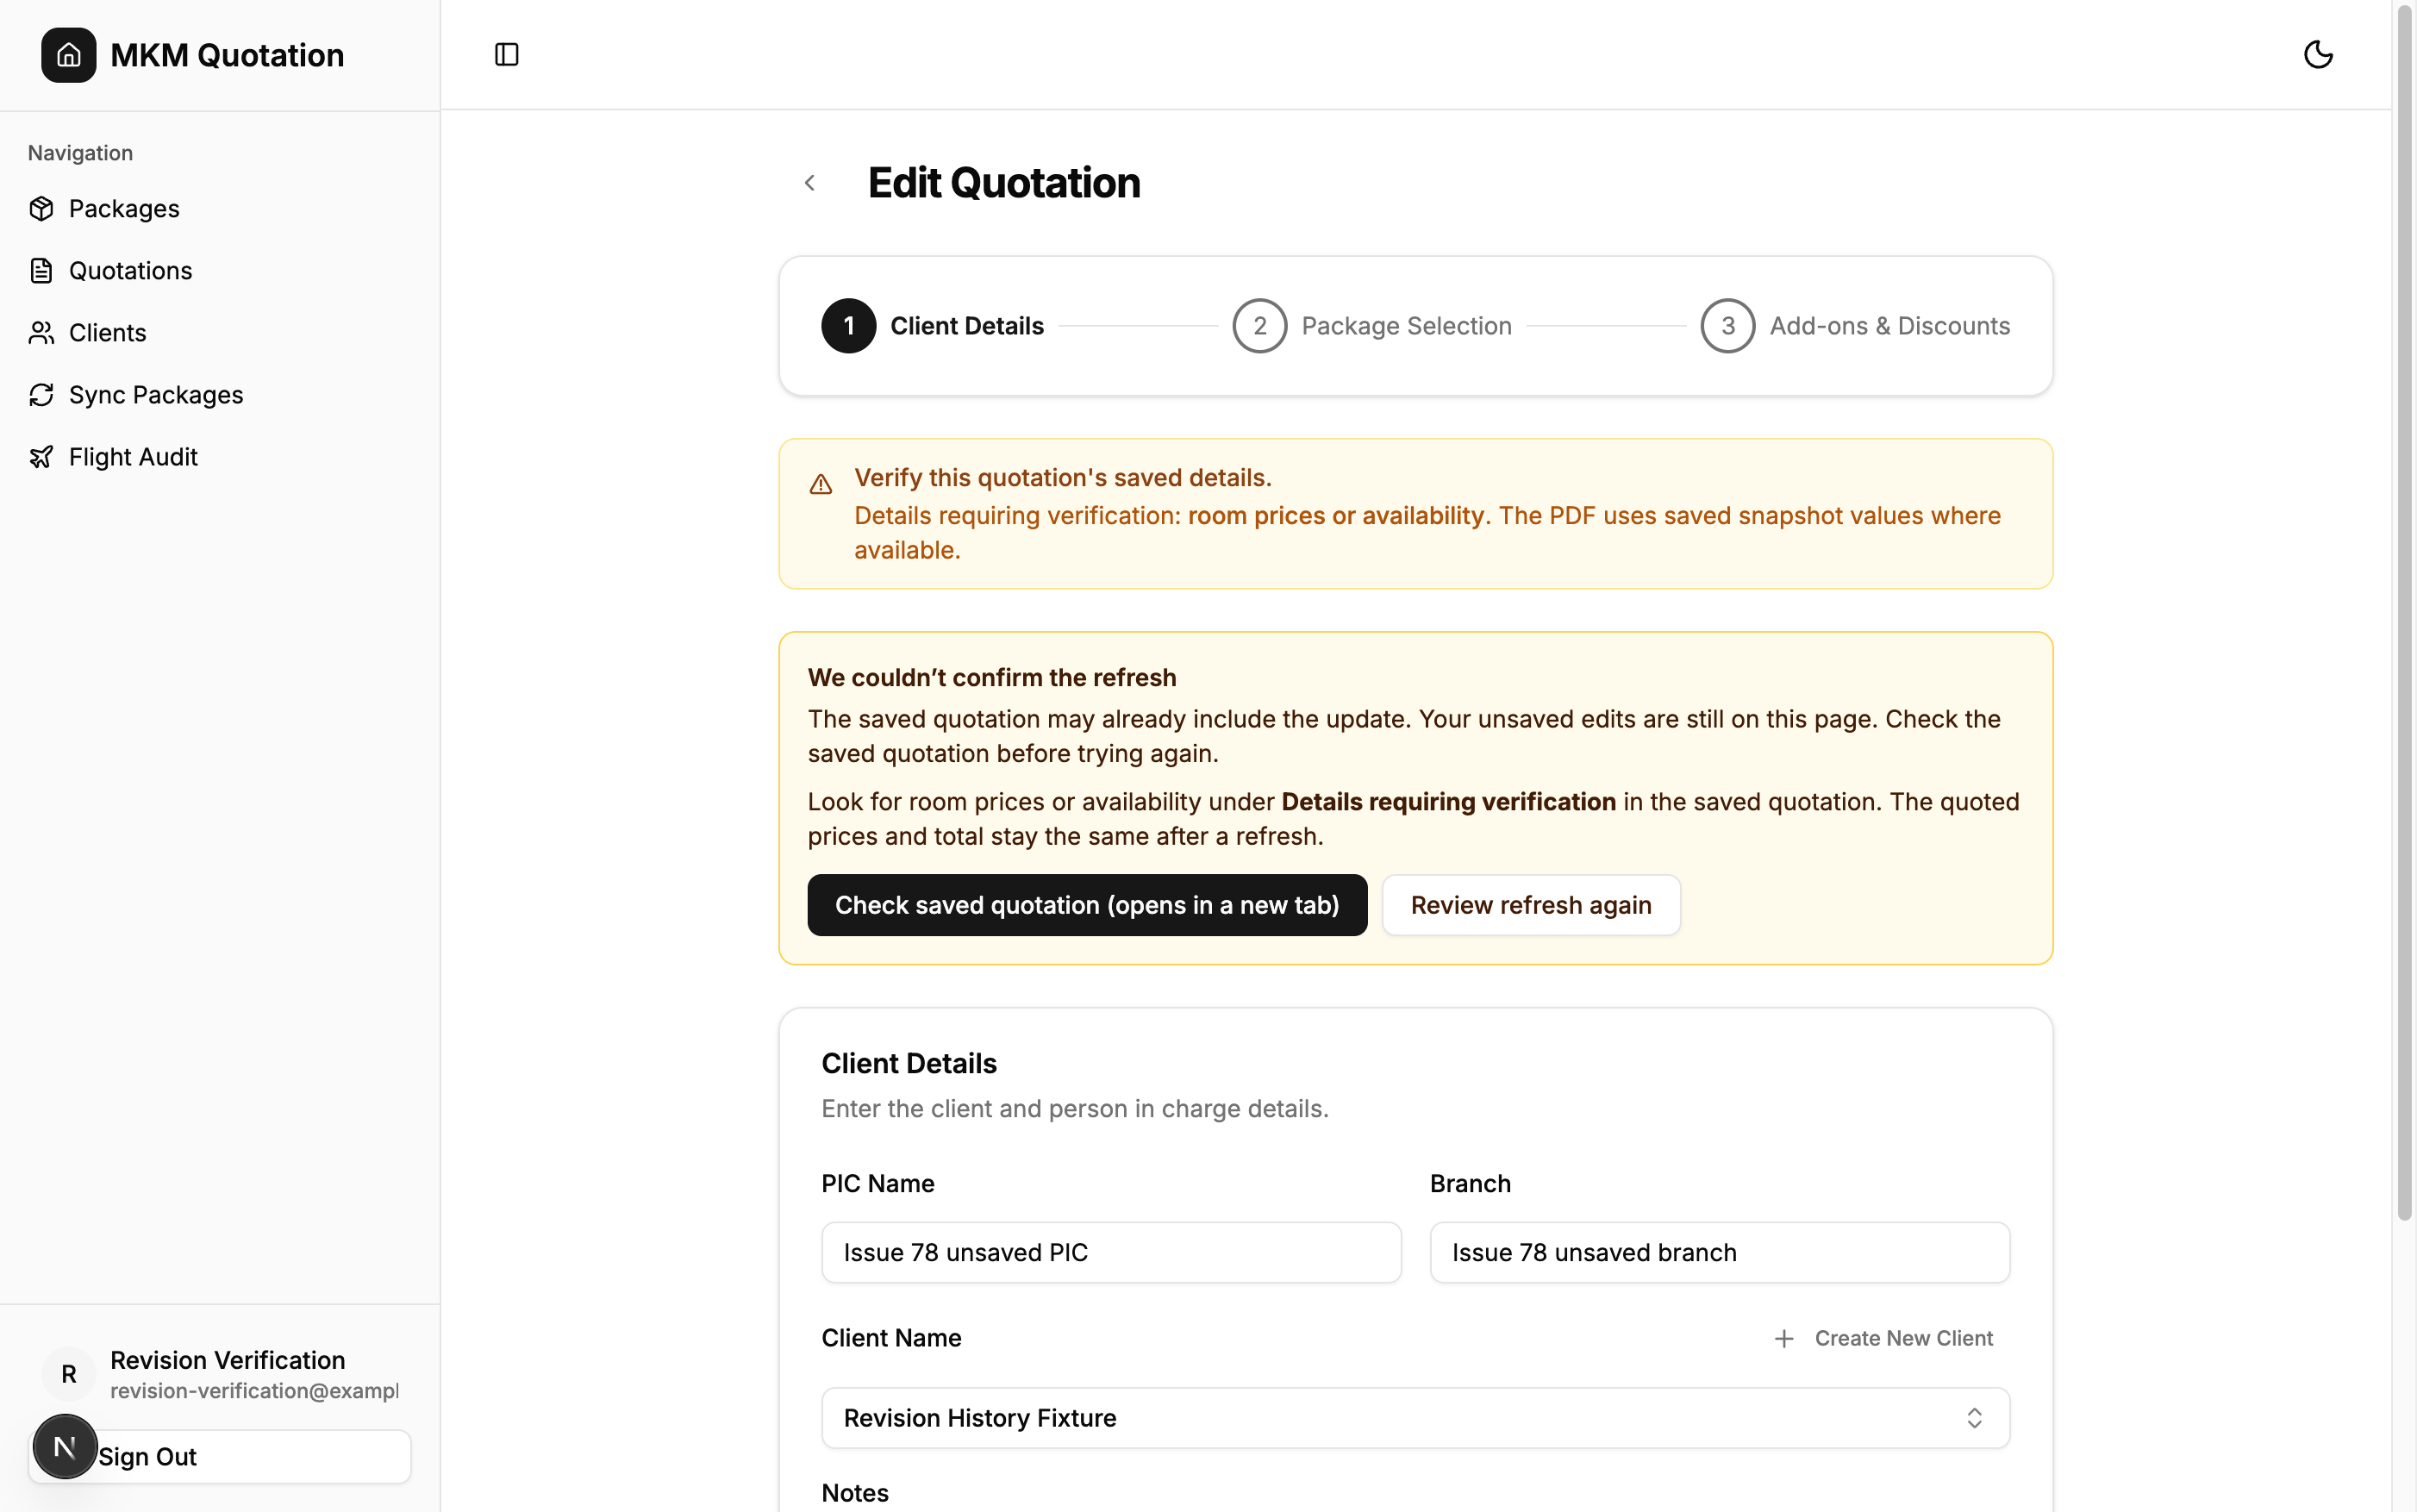 MKM Quotation
Navigation
Packages
Quotations
Clients
Sync Packages
Flight Audit
Edit Quotation
1 Client Details
2 Package Selection
3 Add-ons & Discounts
Verify this quotation's saved details.
Details requiring verification: room prices or availability. The PDF uses saved snapshot values where
available.
We couldn’t confirm the refresh
The saved quotation may already include the update. Your unsaved edits are still on this page. Check the
saved quotation before trying again.
Look for room prices or availability under Details requiring verification in the saved quotation. The quoted
prices and total stay the same after a refresh.
Check saved quotation (opens in a new tab)
Review refresh again
Client Details
Enter the client and person in charge details.
PIC Name
Branch
Issue 78 unsaved PIC
Issue 78 unsaved branch
Client Name
Create New Client
Revision History Fixture
Notes
R
Revision Verification
revision-verification@exampl
N
Sign Out